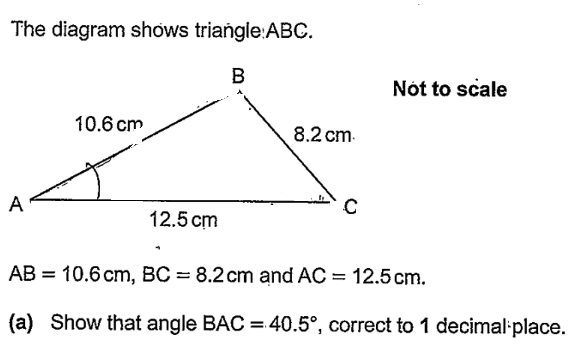 The diagram shows triangle ABC.
B
Not to scale
10.6 cm
8.2 cm
A
C
12.5 cm
AB = 10.6 cm, BC = 8.2 cm and AC = 12.5 cm.
(a) Show that angle BAC = 40.5°, correct to 1 decimal place.